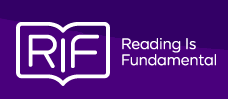 RIF
Reading Is
Fundamental